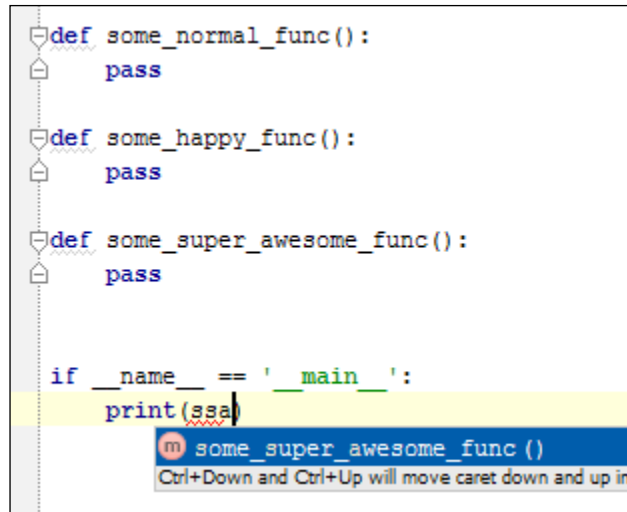 def some_normal_func():
pass
def some_happy_func():
pass
def some_super_awesome_func():
pass
if __name__ == '__main__':
print(ssa)
m some_super_awesome_func()
Ctrl+Down and Ctrl+Up will move caret down and up in